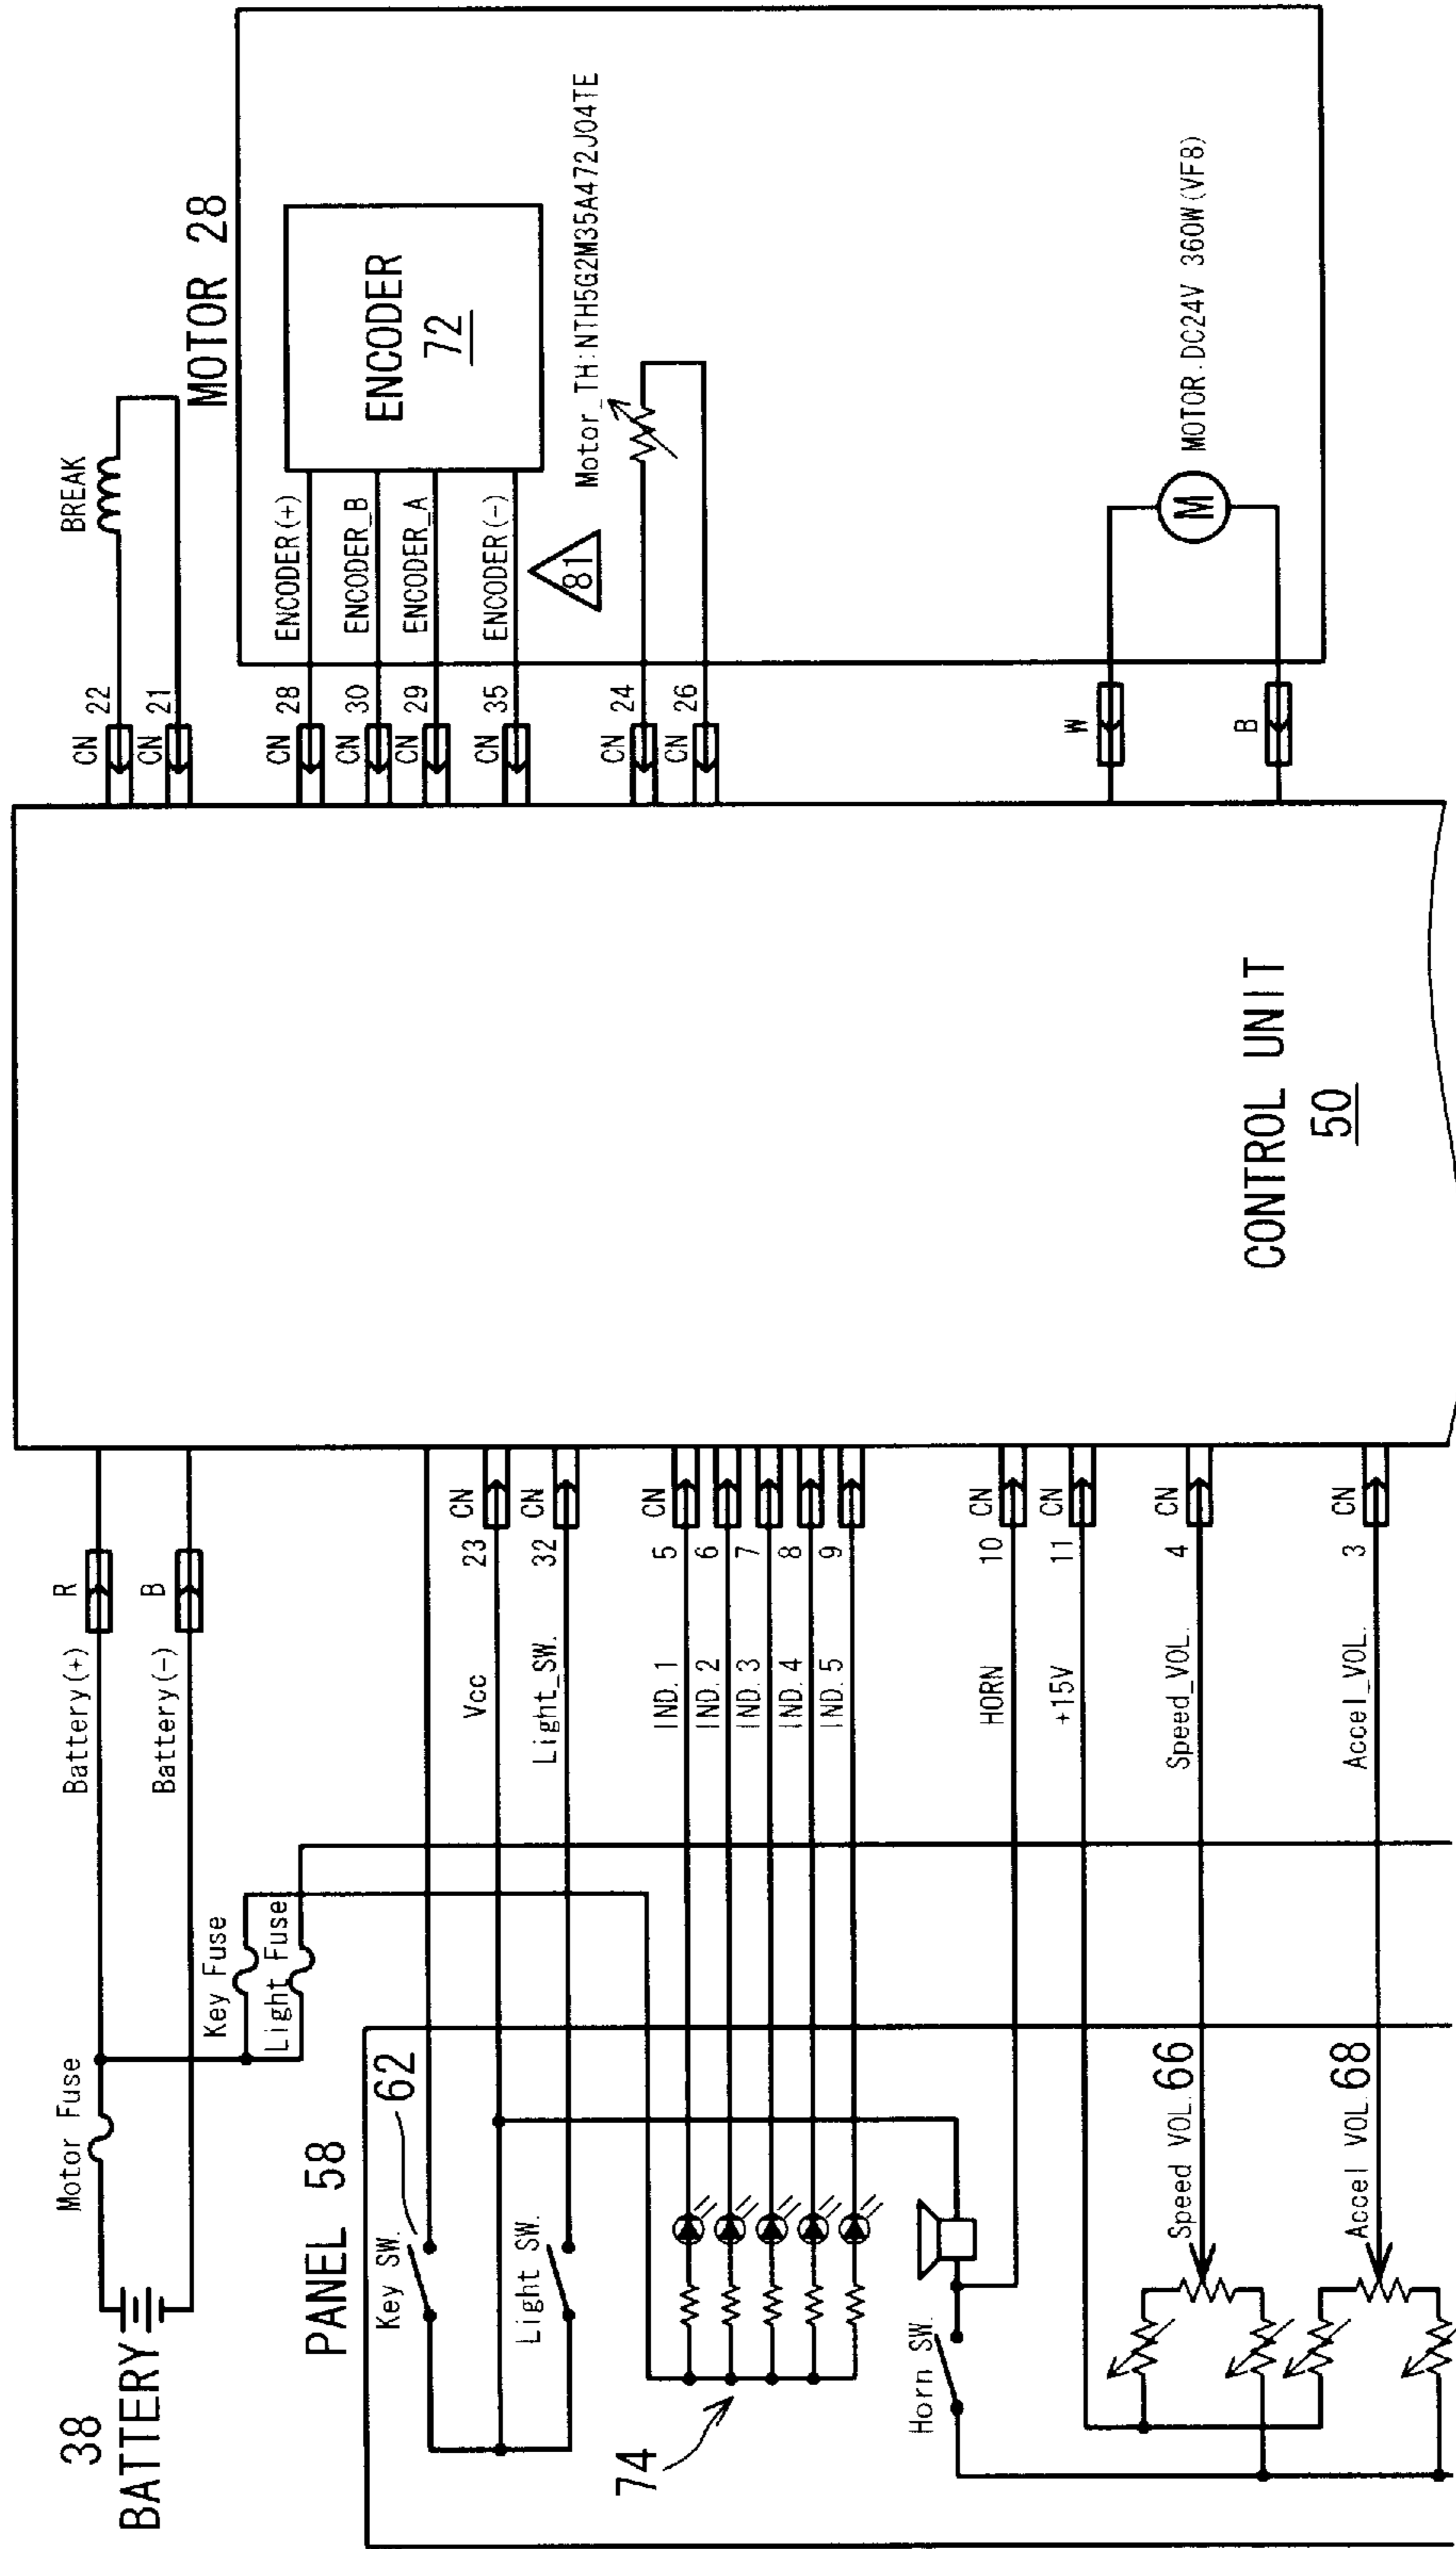 38
BATTERY
Motor Fuse
Battery(+)
R
Battery(-)
B
Key Fuse
Light Fuse
PANEL 58
Key SW.
62
Vcc
23
CN
Light SW.
Light_SW.
32
CN
74
IND. 1
5
CN
IND. 2
6
IND. 3
7
IND. 4
8
IND. 5
9
Horn SW.
HORN
10
CN
+15V
11
CN
Speed VOL. 66
Speed_VOL.
4
CN
Accel VOL. 68
Accel_VOL.
3
CN
CONTROL UNIT
50
CN 22
BREAK
CN 21
MOTOR 28
CN 28
ENCODER(+)
CN 30
ENCODER_B
CN 29
ENCODER_A
CN 35
ENCODER(-)
ENCODER
72
81
CN 24
Motor_TH:NTH5G2M35A472J04TE
CN 26
W
M
MOTOR.DC24V 360W(VF8)
B